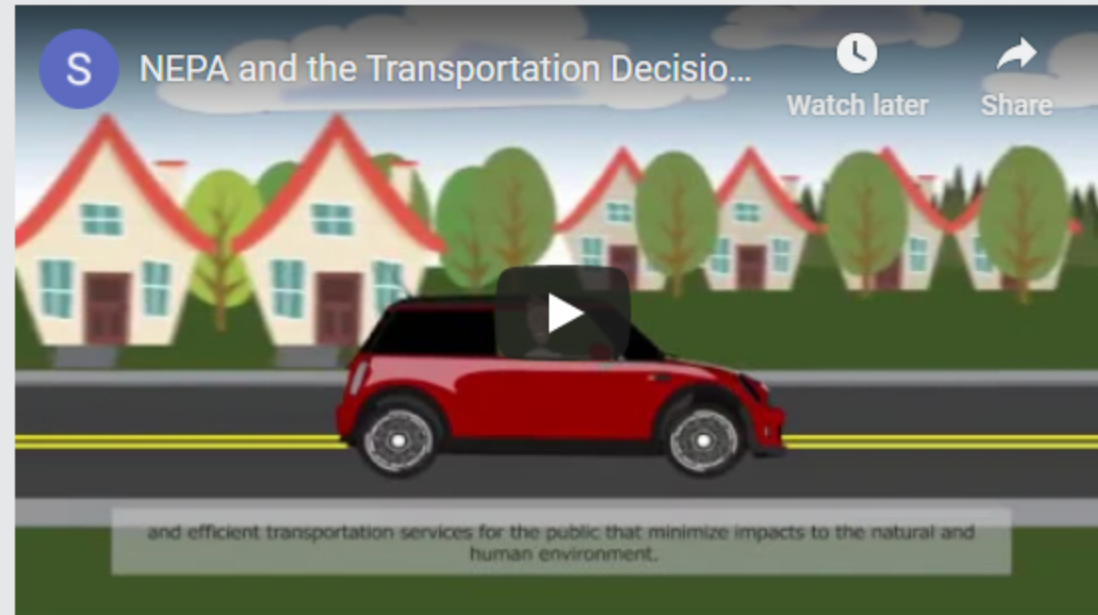 S
NEPA and the Transportation Decisio...
Watch later
Share
and efficient transportation services for the public that minimize impacts to the natural and
human environment.